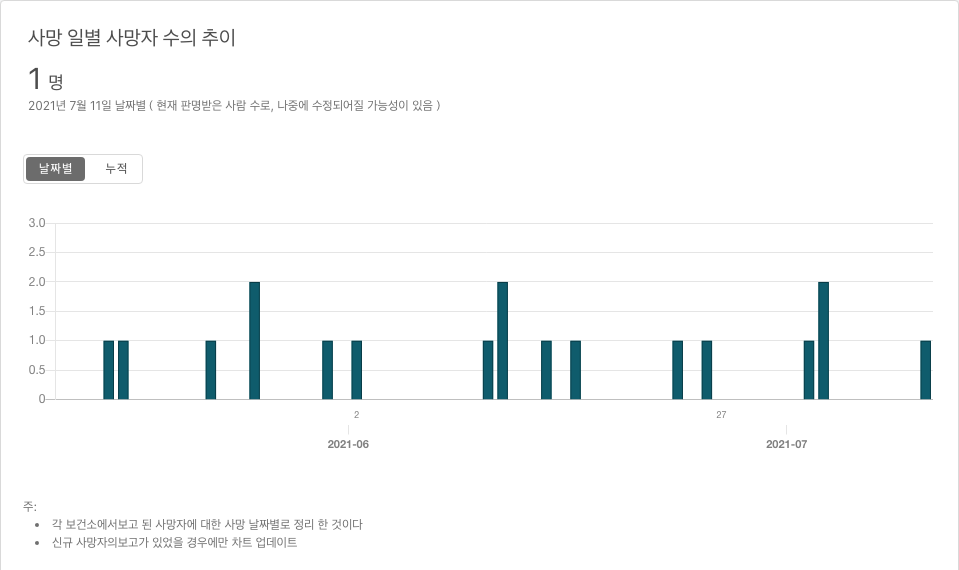 사망 일별 사망자 수의 추이
1 명
2021년 7월 11일 날짜별 ( 현재 판명받은 사람 수로, 나중에 수정되어질 가능성이 있음 )
날짜별 누적
3.0
2.5
2.0
1.5
1.0
0.5
0
2 27
2021-06 2021-07
주:
• 각 보건소에서보고 된 사망자에 대한 사망 날짜별로 정리 한 것이다
• 신규 사망자의보고가 있었을 경우에만 차트 업데이트